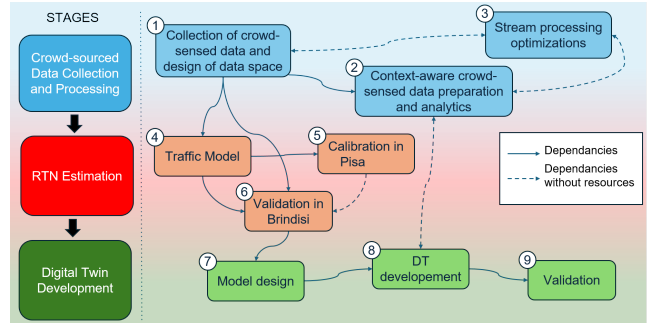 STAGES
Crowd-sourced
Data Collection
and Processing
RTN Estimation
Digital Twin
Development
1
Collection of crowd-
sensed data and
design of data space
3
Stream processing
optimizations
2
Context-aware crowd-
sensed data preparation
and analytics
4
Traffic Model
5
Calibration in
Pisa
6
Validation in
Brindisi
7
Model design
8
DT
developement
9
Validation
Dependancies
Dependancies
without resources